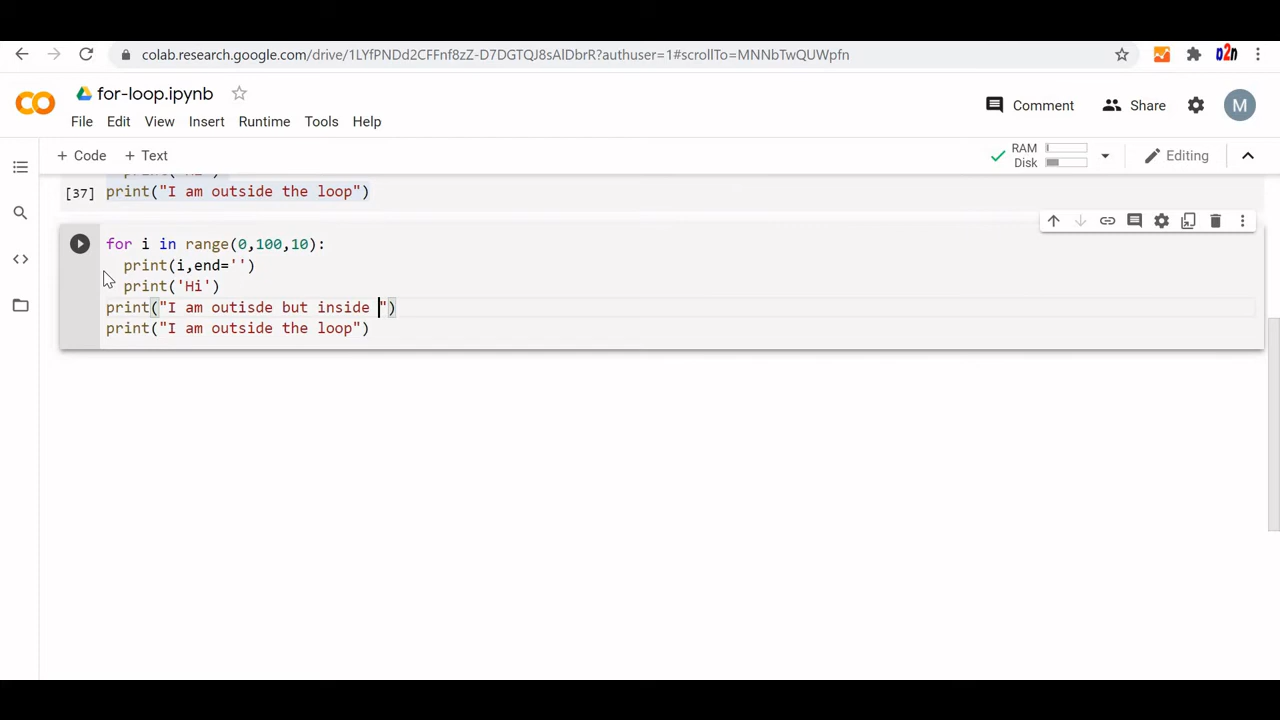 colab.research.google.com/drive/1LYfPNDd2CFFnf8zZ-D7DGTQJ8sAlDbrR?authuser=1#scrollTo=MNNbTwQUWpfn
for-loop.ipynb
Comment Share M
File Edit View Insert Runtime Tools Help
+ Code + Text RAM Disk Editing
[37] print("I am outside the loop")
for i in range(0,100,10):
print(i,end='')
print('Hi')
print("I am outisde but inside ")
print("I am outside the loop")